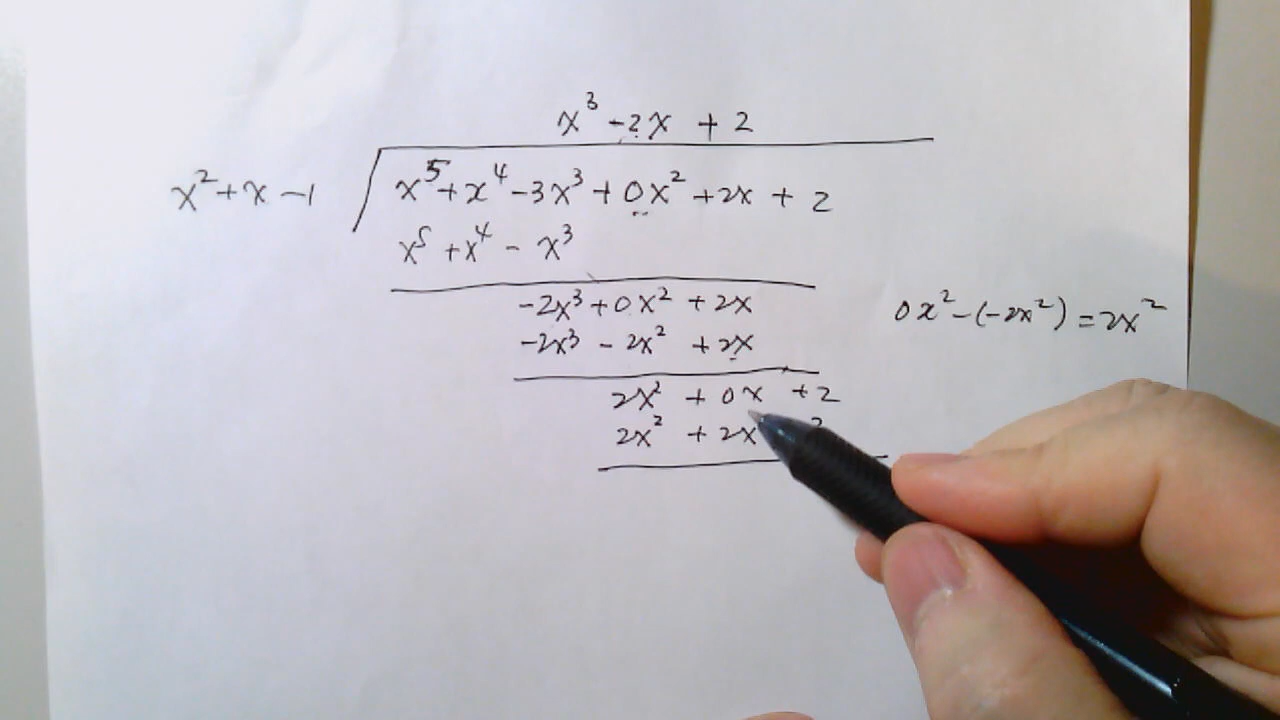 x³ - 2x + 2
x² + x - 1 x⁵ + x⁴ - 3x³ + 0x² + 2x + 2
x⁵ + x⁴ - x³
-2x³ + 0x² + 2x
0x² - (-2x²) = 2x²
-2x³ - 2x² + 2x
2x² + 0x + 2
2x² + 2x